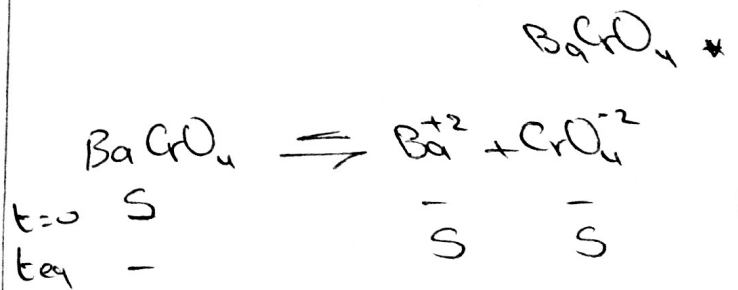 BaCrO₄ *
BaCrO₄ ⇌ Ba⁺² + CrO₄⁻²
t=0 S - -
teq - S S